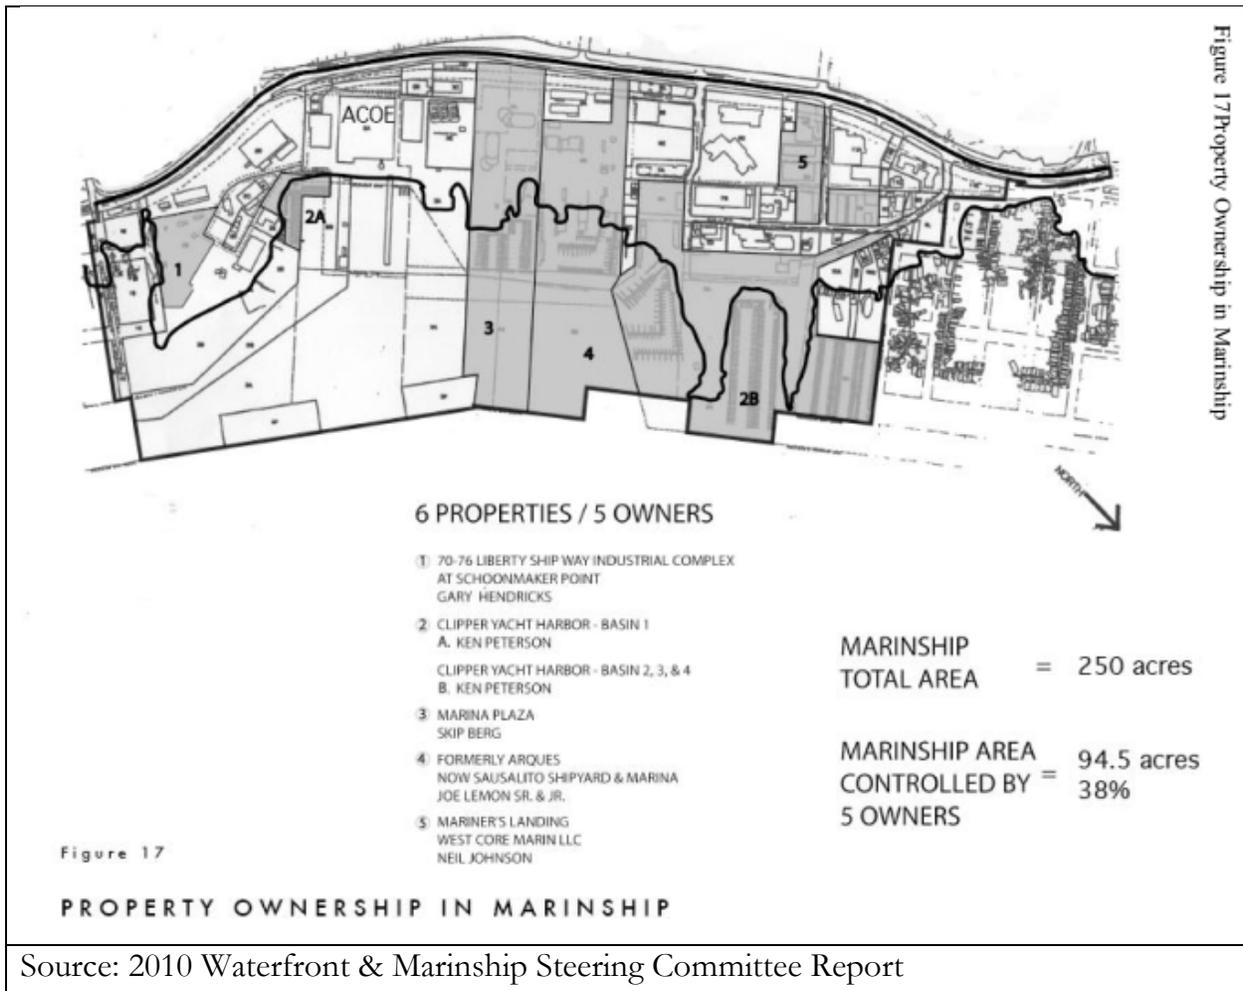 Figure 17Property Ownership in Marinship
ACOE
1
2A
3
4
5
2B
NORTH
6 PROPERTIES / 5 OWNERS
1 70-76 LIBERTY SHIP WAY INDUSTRIAL COMPLEX
AT SCHOONMAKER POINT
GARY HENDRICKS
2 CLIPPER YACHT HARBOR - BASIN 1
A. KEN PETERSON
CLIPPER YACHT HARBOR - BASIN 2, 3, & 4
B. KEN PETERSON
3 MARINA PLAZA
SKIP BERG
4 FORMERLY ARQUES
NOW SAUSALITO SHIPYARD & MARINA
JOE LEMON SR. & JR.
5 MARINER'S LANDING
WEST CORE MARIN LLC
NEIL JOHNSON
MARINSHIP
TOTAL AREA = 250 acres
MARINSHIP AREA
CONTROLLED BY
5 OWNERS
=
94.5 acres
38%
Figure 17
PROPERTY OWNERSHIP IN MARINSHIP
Source: 2010 Waterfront & Marinship Steering Committee Report